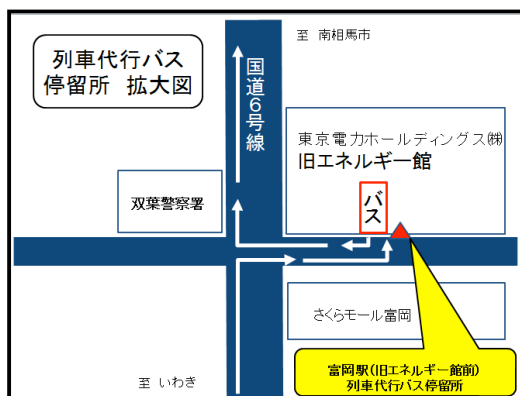 列車代行バス
停留所 拡大図
至 南相馬市
国道6号線
東京電力ホールディングス㈱
旧エネルギー館
バス
双葉警察署
さくらモール富岡
富岡駅(旧エネルギー館前)
列車代行バス停留所
至 いわき